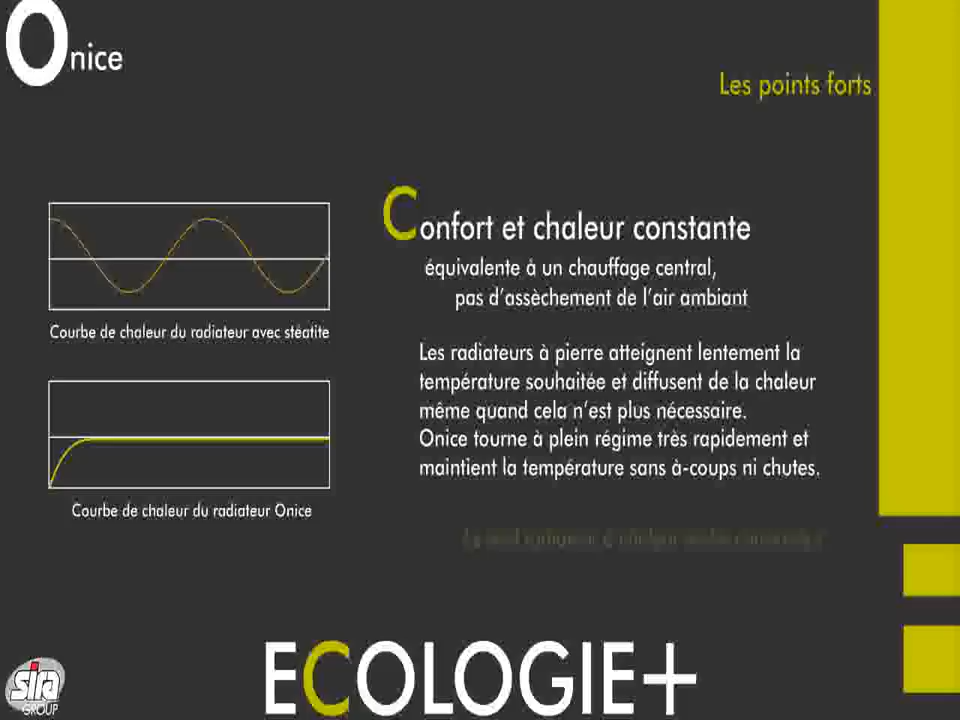 Onice
Les points forts
Confort et chaleur constante
équivalente à un chauffage central,
pas d'assèchement de l'air ambiant
Courbe de chaleur du radiateur avec stéatite
Les radiateurs à pierre atteignent lentement la
température souhaitée et diffusent de la chaleur
même quand cela n'est plus nécessaire.
Onice tourne à plein régime très rapidement et
maintient la température sans à-coups ni chutes.
Courbe de chaleur du radiateur Onice
ECOLOGIE+
sira
GROUP